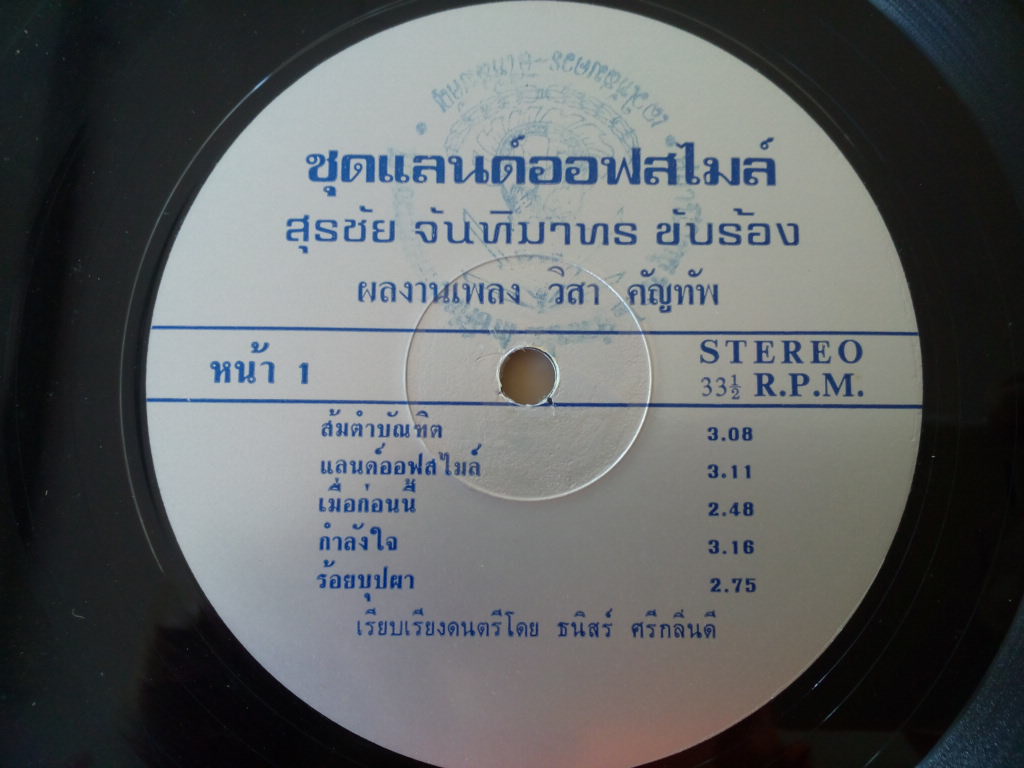 ชุดแลนด์ออฟสไมล์
สุรชัย จันทิมาทร ขับร้อง
ผลงานเพลง วิสา คัญทัพ
หน้า 1
STEREO
33½ R.P.M.
ส้มตำบัณฑิต 3.08
แลนด์ออฟสไมล์ 3.11
เมื่อก่อนนี้ 2.48
กำลังใจ 3.16
ร้อยบุปผา 2.75
เรียบเรียงดนตรีโดย ธนิสร์ ศรีกลิ่นดี